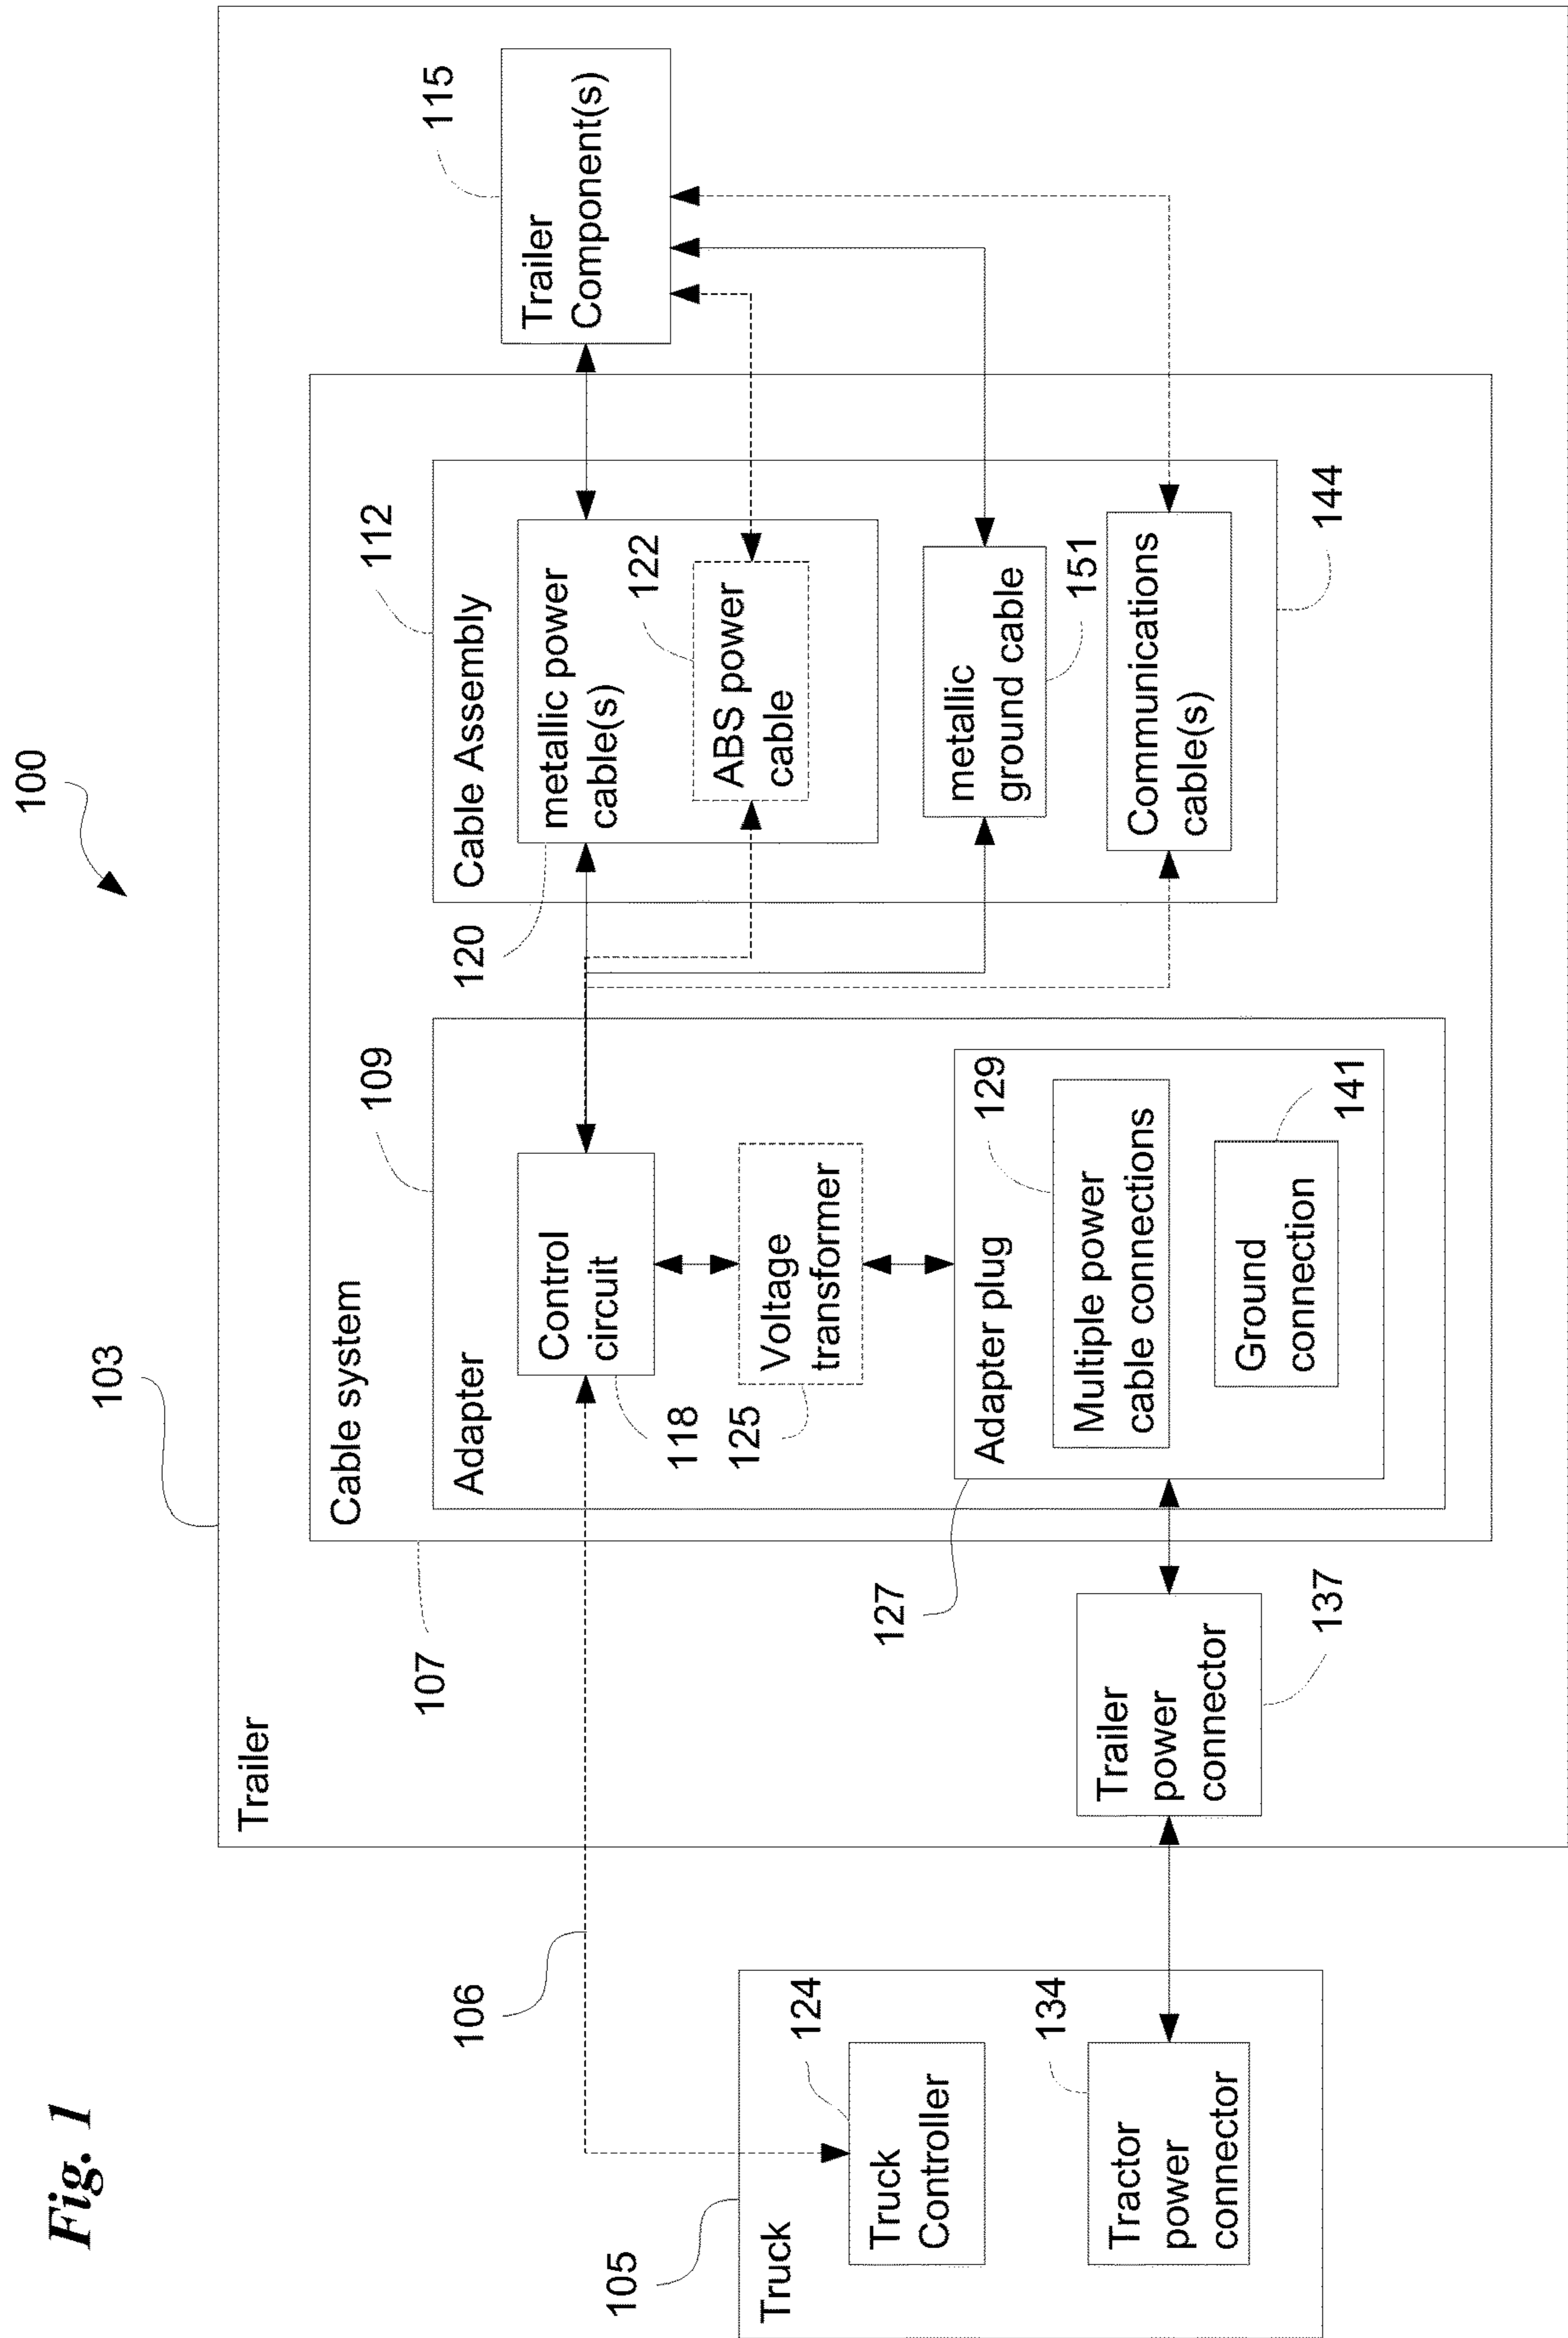 Fig. 1
100
103
Trailer
107
Cable system
109
Adapter
Control
circuit
118
Voltage
transformer
125
Adapter plug
127
Multiple power
cable connections
129
Ground
connection
141
112
Cable Assembly
120
metallic power
cable(s)
122
ABS power
cable
metallic
ground cable
151
Communications
cable(s)
144
115
Trailer
Component(s)
106
105
Truck
Truck
Controller
124
Tractor
power
connector
134
Trailer
power
connector
137